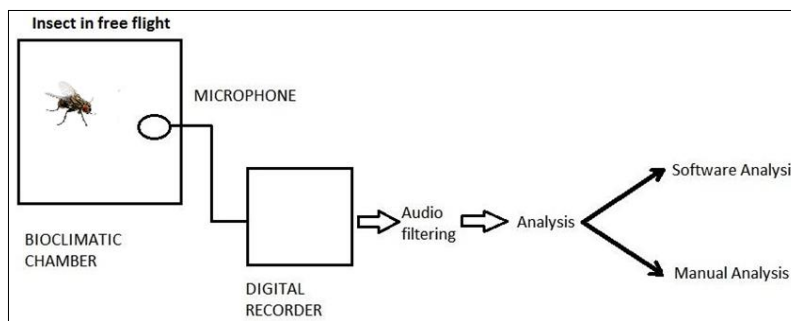 Insect in free flight
MICROPHONE
BIOCLIMATIC
CHAMBER
DIGITAL
RECORDER
Audio
filtering
Analysis
Software Analysi
Manual Analysis